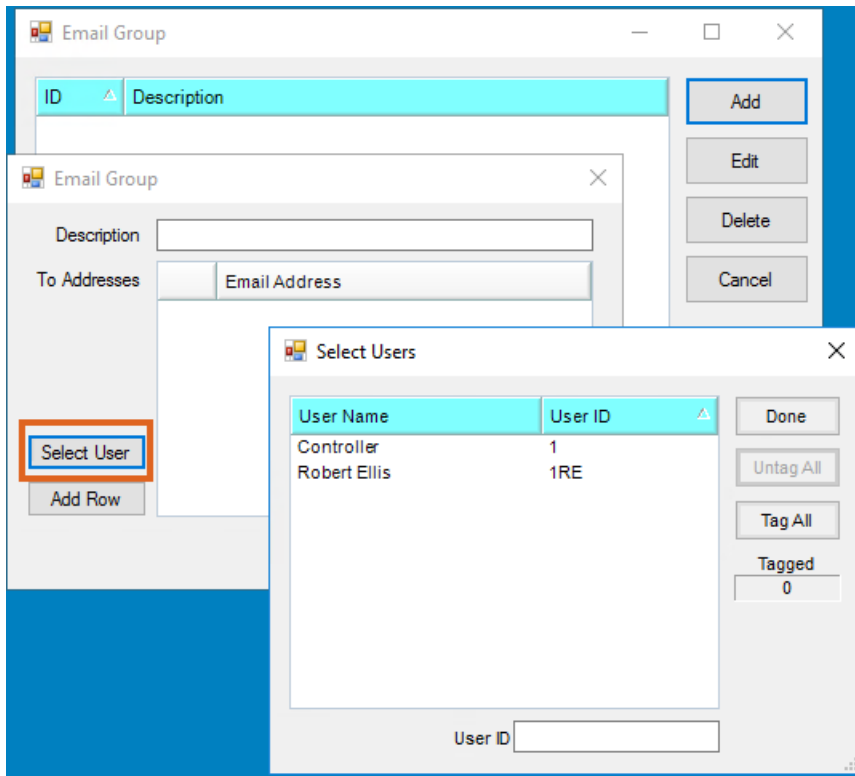 Email Group
ID Description
Add
Edit
Delete
Cancel
Email Group
Description
To Addresses
Email Address
Select User
Add Row
Select Users
User Name User ID
Controller 1
Robert Ellis 1RE
Done
Untag All
Tag All
Tagged
0
User ID